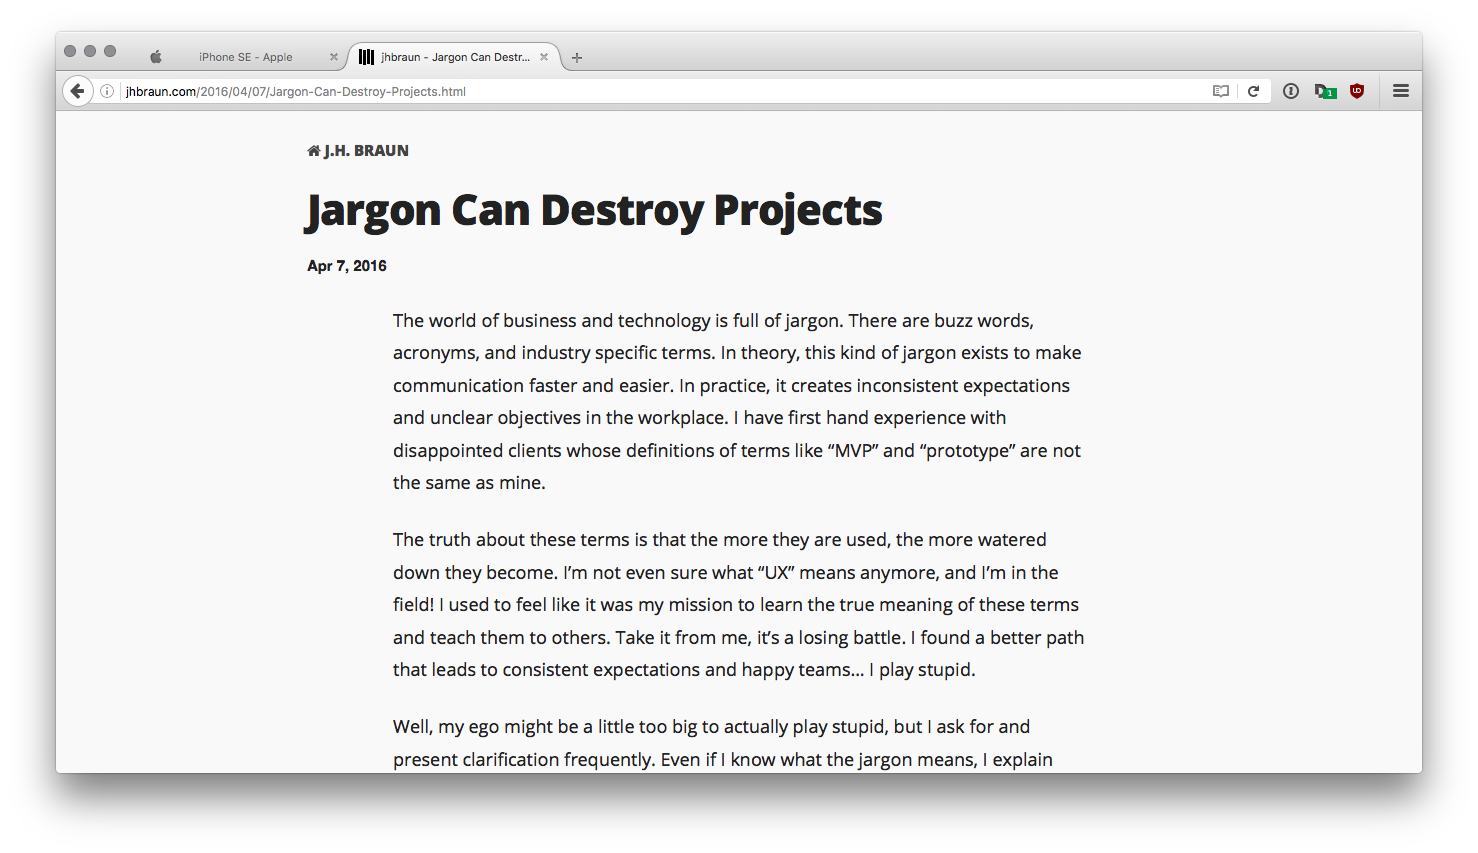 iPhone SE - Apple
jhbraun - Jargon Can Destr...
jhbraun.com/2016/04/07/Jargon-Can-Destroy-Projects.html
1
J.H. BRAUN
Jargon Can Destroy Projects
Apr 7, 2016
The world of business and technology is full of jargon. There are buzz words,
acronyms, and industry specific terms. In theory, this kind of jargon exists to make
communication faster and easier. In practice, it creates inconsistent expectations
and unclear objectives in the workplace. I have first hand experience with
disappointed clients whose definitions of terms like “MVP” and “prototype” are not
the same as mine.
The truth about these terms is that the more they are used, the more watered
down they become. I’m not even sure what “UX” means anymore, and I’m in the
field! I used to feel like it was my mission to learn the true meaning of these terms
and teach them to others. Take it from me, it’s a losing battle. I found a better path
that leads to consistent expectations and happy teams... I play stupid.
Well, my ego might be a little too big to actually play stupid, but I ask for and
present clarification frequently. Even if I know what the jargon means, I explain